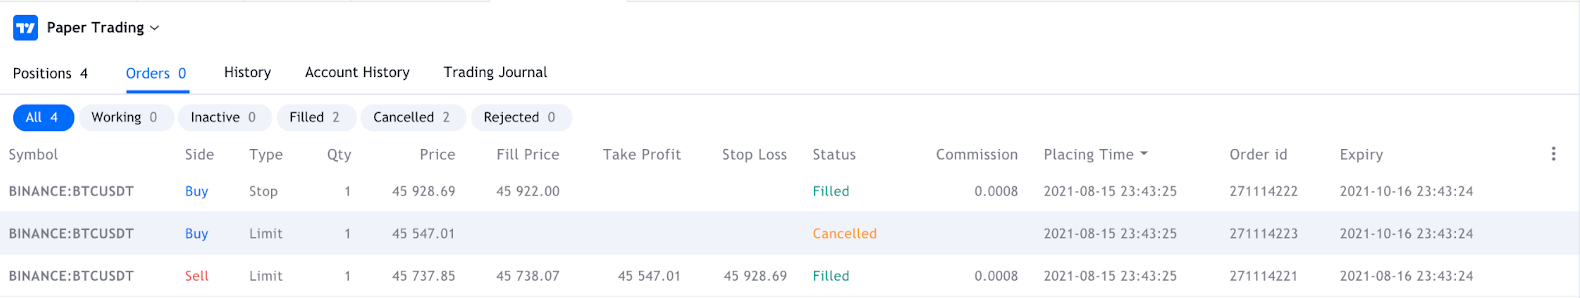 Paper Trading
Positions 4 Orders 0 History Account History Trading Journal
All 4 Working 0 Inactive 0 Filled 2 Cancelled 2 Rejected 0
Symbol Side Type Qty Price Fill Price Take Profit Stop Loss Status Commission Placing Time Order id Expiry
BINANCE:BTCUSDT Buy Stop 1 45 928.69 45 922.00 Filled 0.0008 2021-08-15 23:43:25 271114222 2021-10-16 23:43:24
BINANCE:BTCUSDT Buy Limit 1 45 547.01 Cancelled 2021-08-15 23:43:25 271114223 2021-10-16 23:43:24
BINANCE:BTCUSDT Sell Limit 1 45 737.85 45 738.07 45 547.01 45 928.69 Filled 0.0008 2021-08-15 23:43:25 271114221 2021-08-16 23:43:24